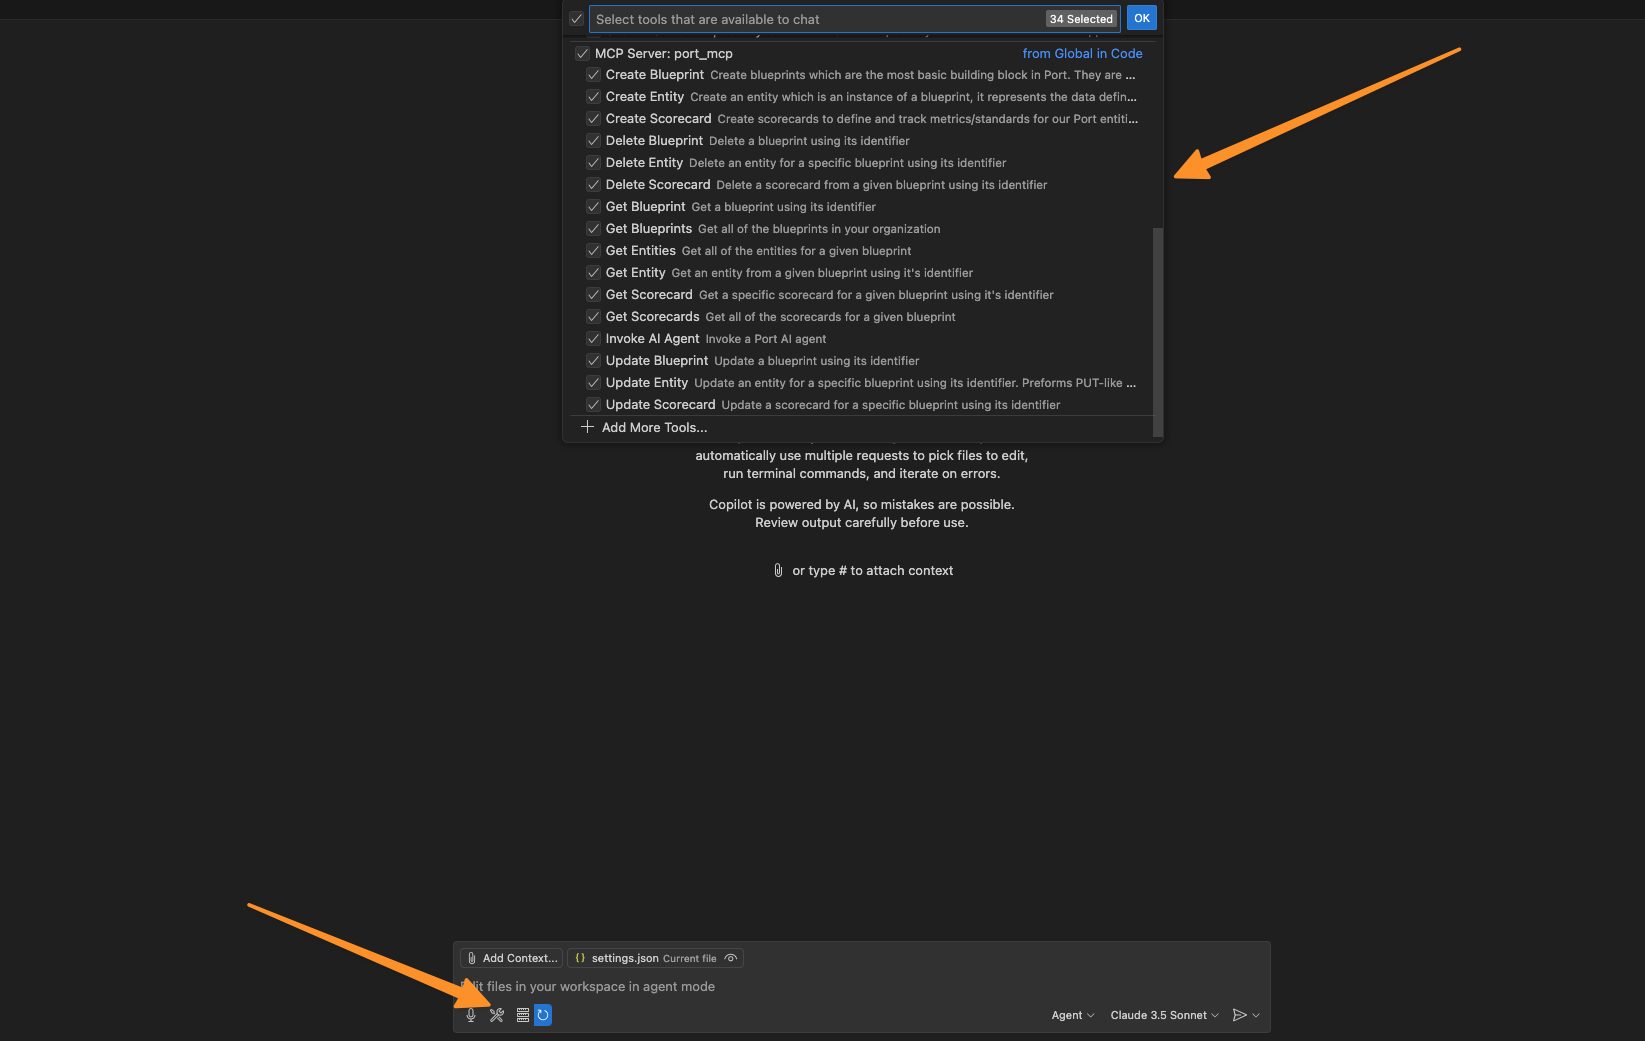 Select tools that are available to chat
34 Selected
OK
MCP Server: port_mcp
from Global in Code
Create Blueprint Create blueprints which are the most basic building block in Port. They are ...
Create Entity Create an entity which is an instance of a blueprint, it represents the data defin...
Create Scorecard Create scorecards to define and track metrics/standards for our Port entiti...
Delete Blueprint Delete a blueprint using its identifier
Delete Entity Delete an entity for a specific blueprint using its identifier
Delete Scorecard Delete a scorecard from a given blueprint using its identifier
Get Blueprint Get a blueprint using its identifier
Get Blueprints Get all of the blueprints in your organization
Get Entities Get all of the entities for a given blueprint
Get Entity Get an entity from a given blueprint using it's identifier
Get Scorecard Get a specific scorecard for a given blueprint using it's identifier
Get Scorecards Get all of the scorecards for a given blueprint
Invoke AI Agent Invoke a Port AI agent
Update Blueprint Update a blueprint using its identifier
Update Entity Update an entity for a specific blueprint using its identifier. Preforms PUT-like ...
Update Scorecard Update a scorecard for a specific blueprint using its identifier
Add More Tools...
automatically use multiple requests to pick files to edit,
run terminal commands, and iterate on errors.
Copilot is powered by AI, so mistakes are possible.
Review output carefully before use.
or type # to attach context
Add Context...
{} settings.json Current file
files in your workspace in agent mode
Agent
Claude 3.5 Sonnet